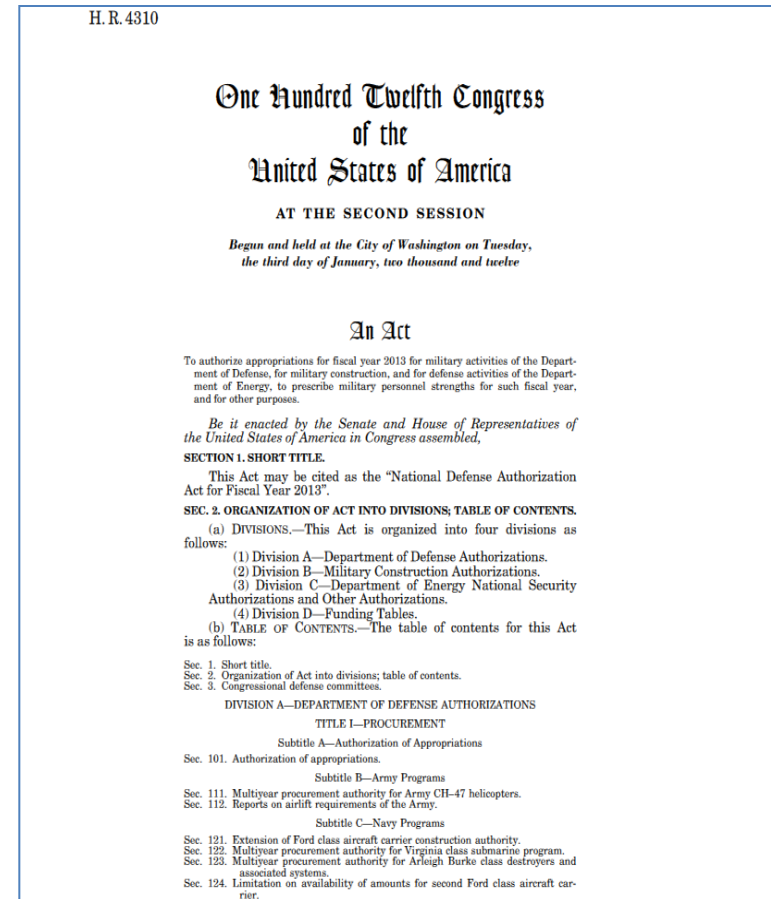 H. R. 4310
One Hundred Twelfth Congress
of the
United States of America
AT THE SECOND SESSION
Begun and held at the City of Washington on Tuesday,
the third day of January, two thousand and twelve
An Act
To authorize appropriations for fiscal year 2013 for military activities of the Depart-
ment of Defense, for military construction, and for defense activities of the Depart-
ment of Energy, to prescribe military personnel strengths for such fiscal year,
and for other purposes.
Be it enacted by the Senate and House of Representatives of
the United States of America in Congress assembled,
SECTION 1. SHORT TITLE.
This Act may be cited as the “National Defense Authorization
Act for Fiscal Year 2013”.
SEC. 2. ORGANIZATION OF ACT INTO DIVISIONS; TABLE OF CONTENTS.
(a) DIVISIONS.—This Act is organized into four divisions as
follows:
(1) Division A—Department of Defense Authorizations.
(2) Division B—Military Construction Authorizations.
(3) Division C—Department of Energy National Security
Authorizations and Other Authorizations.
(4) Division D—Funding Tables.
(b) TABLE OF CONTENTS.—The table of contents for this Act
is as follows:
Sec. 1. Short title.
Sec. 2. Organization of Act into divisions; table of contents.
Sec. 3. Congressional defense committees.
DIVISION A—DEPARTMENT OF DEFENSE AUTHORIZATIONS
TITLE I—PROCUREMENT
Subtitle A—Authorization of Appropriations
Sec. 101. Authorization of appropriations.
Subtitle B—Army Programs
Sec. 111. Multiyear procurement authority for Army CH–47 helicopters.
Sec. 112. Reports on airlift requirements of the Army.
Subtitle C—Navy Programs
Sec. 121. Extension of Ford class aircraft carrier construction authority.
Sec. 122. Multiyear procurement authority for Virginia class submarine program.
Sec. 123. Multiyear procurement authority for Arleigh Burke class destroyers and
associated systems.
Sec. 124. Limitation on availability of amounts for second Ford class aircraft car-
rier.